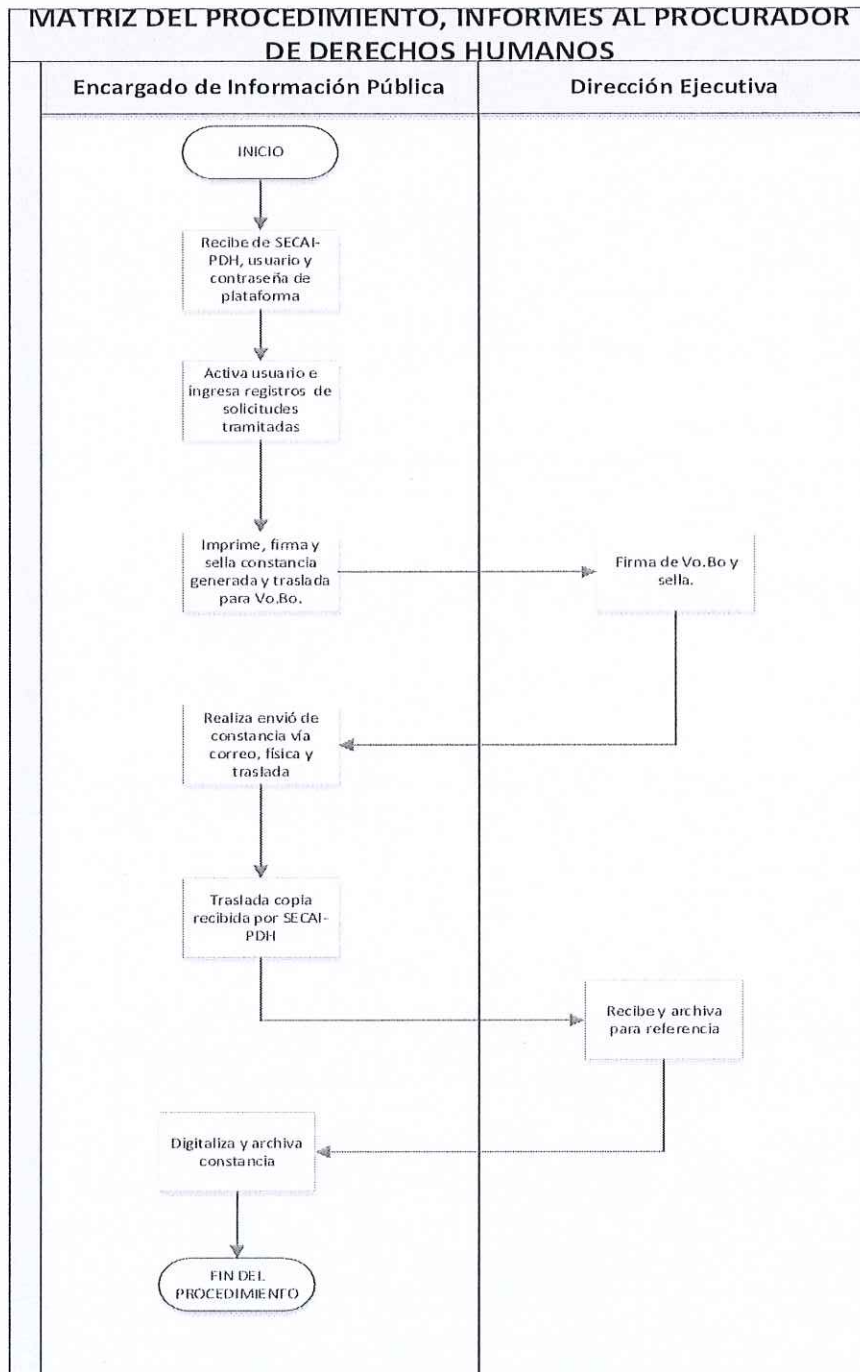 MATRIZ DEL PROCEDIMIENTO, INFORMES AL PROCURADOR
DE DERECHOS HUMANOS
Encargado de Información Pública
Dirección Ejecutiva
INICIO
Recibe de SECAI-
PDH, usuario y
contraseña de
plataforma
Activa usuario e
ingresa registros de
solicitudes
tramitadas
Imprime, firma y
sella constancia
generada y traslada
para Vo.Bo.
Firma de Vo.Bo y
sella.
Realiza envió de
constancia vía
correo, física y
traslada
Traslada copia
recibida por SECAI-
PDH
Recibe y archiva
para referencia
Digitaliza y archiva
constancia
FIN DEL
PROCEDIMIENTO